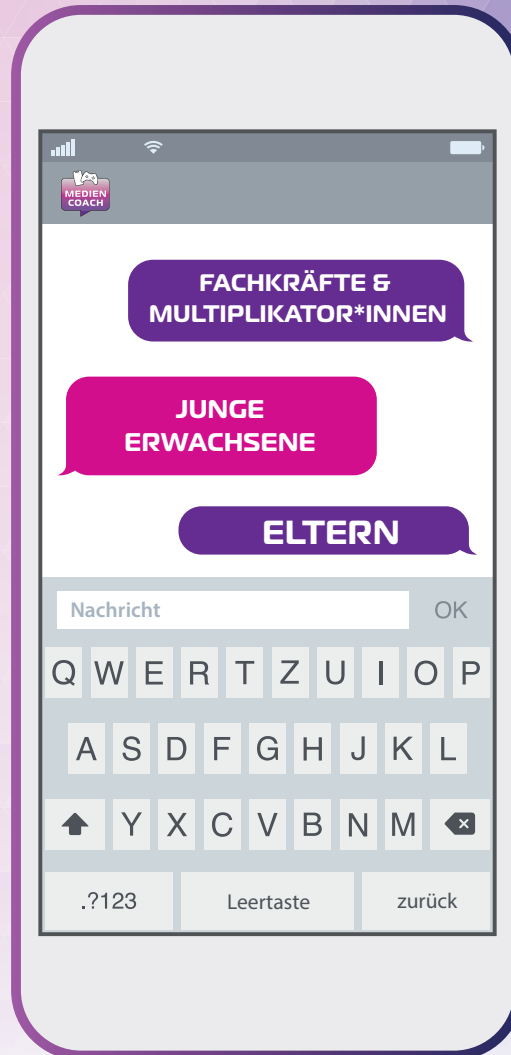 MEDIEN
COACH
FACHKRÄFTE &
MULTIPLIKATOR*INNEN
JUNGE
ERWACHSENE
ELTERN
Nachricht OK
Q W E R T Z U I O P
A S D F G H J K L
Y X C V B N M
.?123 Leertaste zurück